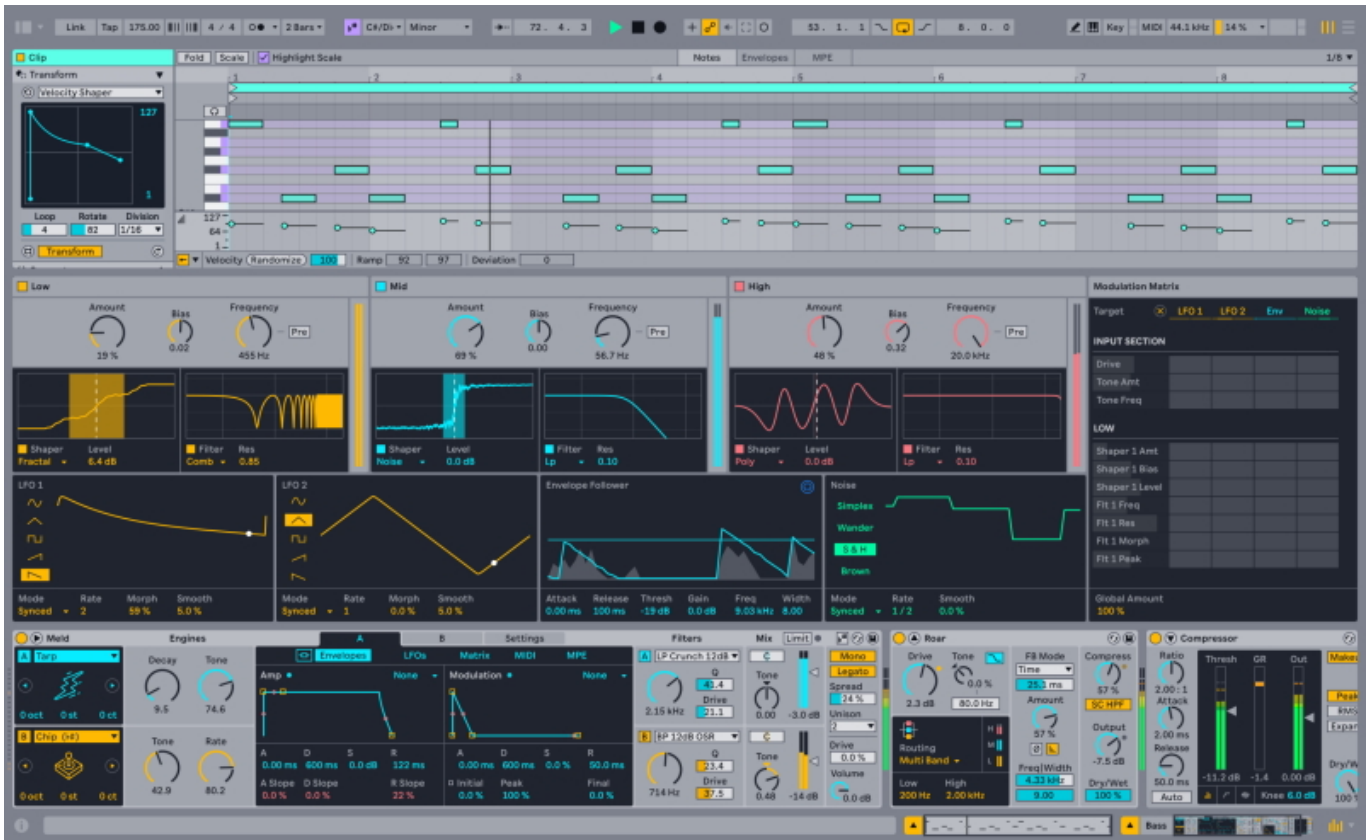 Link Tap 175.00 4 / 4 2 Bars C#/D♭ Minor 72. 4. 3 53. 1. 1 8. 0. 0 Key MIDI 44.1 kHz 14 %
Clip Fold Scale Highlight Scale Notes Envelopes MPE 1/8
Transform
1 2 3 4 5 6 7 8
Velocity Shaper
127
1
Loop Rotate Division
4 82 1/16
127
64
1
Transform
Velocity Randomize 100 Ramp 92 97 Deviation 0
Low
Amount Bias Frequency
19 % 0.02 455 Hz Pre
Shaper Level Filter Res
Fractal 6.4 dB Comb 0.85
Mid
Amount Bias Frequency
69 % 0.00 56.7 Hz Pre
Shaper Level Filter Res
Noise 0.0 dB Lp 0.10
High
Amount Bias Frequency
48 % 0.32 20.0 kHz Pre
Shaper Level Filter Res
Poly 0.0 dB Lp 0.10
Modulation Matrix
Target LFO 1 LFO 2 Env Noise
INPUT SECTION
Drive
Tone Amt
Tone Freq
LOW
Shaper 1 Amt
Shaper 1 Bias
Shaper 1 Level
Flt 1 Freq
Flt 1 Res
Flt 1 Morph
Flt 1 Peak
Global Amount
100 %
LFO 1
Mode Rate Morph Smooth
Synced 2 59 % 5.0 %
LFO 2
Mode Rate Morph Smooth
Synced 1 0.0 % 5.0 %
Envelope Follower
Attack Release Thresh Gain Freq Width
0.00 ms 100 ms -19 dB 0.0 dB 9.03 kHz 8.00
Noise
Simplex
Wander
S & H
Brown
Mode Rate Smooth
Synced 1 / 2 0.0 %
Meld Engines A B Settings Filters Mix Limit
A Tarp
0 oct 0 st 0 ct
B Chip
0 oct 0 st 0 ct
Decay Tone
9.5 74.6
Tone Rate
42.9 80.2
Envelopes LFOs Matrix MIDI MPE
Amp None Modulation None
A D S R A D S R
0.00 ms 600 ms 0.0 dB 122 ms 0.00 ms 600 ms 0.0 % 50.0 ms
A Slope D Slope R Slope Initial Peak Final
0.0 % 0.0 % 22 % 0.0 % 100 % 0.0 %
A LP Crunch 12dB
Q
41.4
Drive
2.15 kHz 21.1
B BP 12dB OSR
Q
23.4
Drive
714 Hz 37.5
C
Tone
0.00 -3.0 dB
C
Tone
0.48 -14 dB
Mono
Legato
Spread
24 %
Unison
2
Drive
0.0 %
Volume
0.0 dB
Roar
Drive Tone FB Mode Compress
Time
0.0 %
2.3 dB 80.0 Hz 25.1 ms 57 %
Amount SC HPF
57 %
Routing Output
Multi Band H M L
-7.5 dB
Low High Freq|Width Dry/Wet
200 Hz 2.00 kHz 4.33 kHz
9.00 100 %
Compressor
Ratio Thresh GR Out
2.00 : 1
Attack
2.00 ms
Release
50.0 ms
-11.2 dB -1.4 0.00 dB
Auto Knee 6.0 dB
Makeu
Peak
RMS
Expan
Dry/W
100
Bass